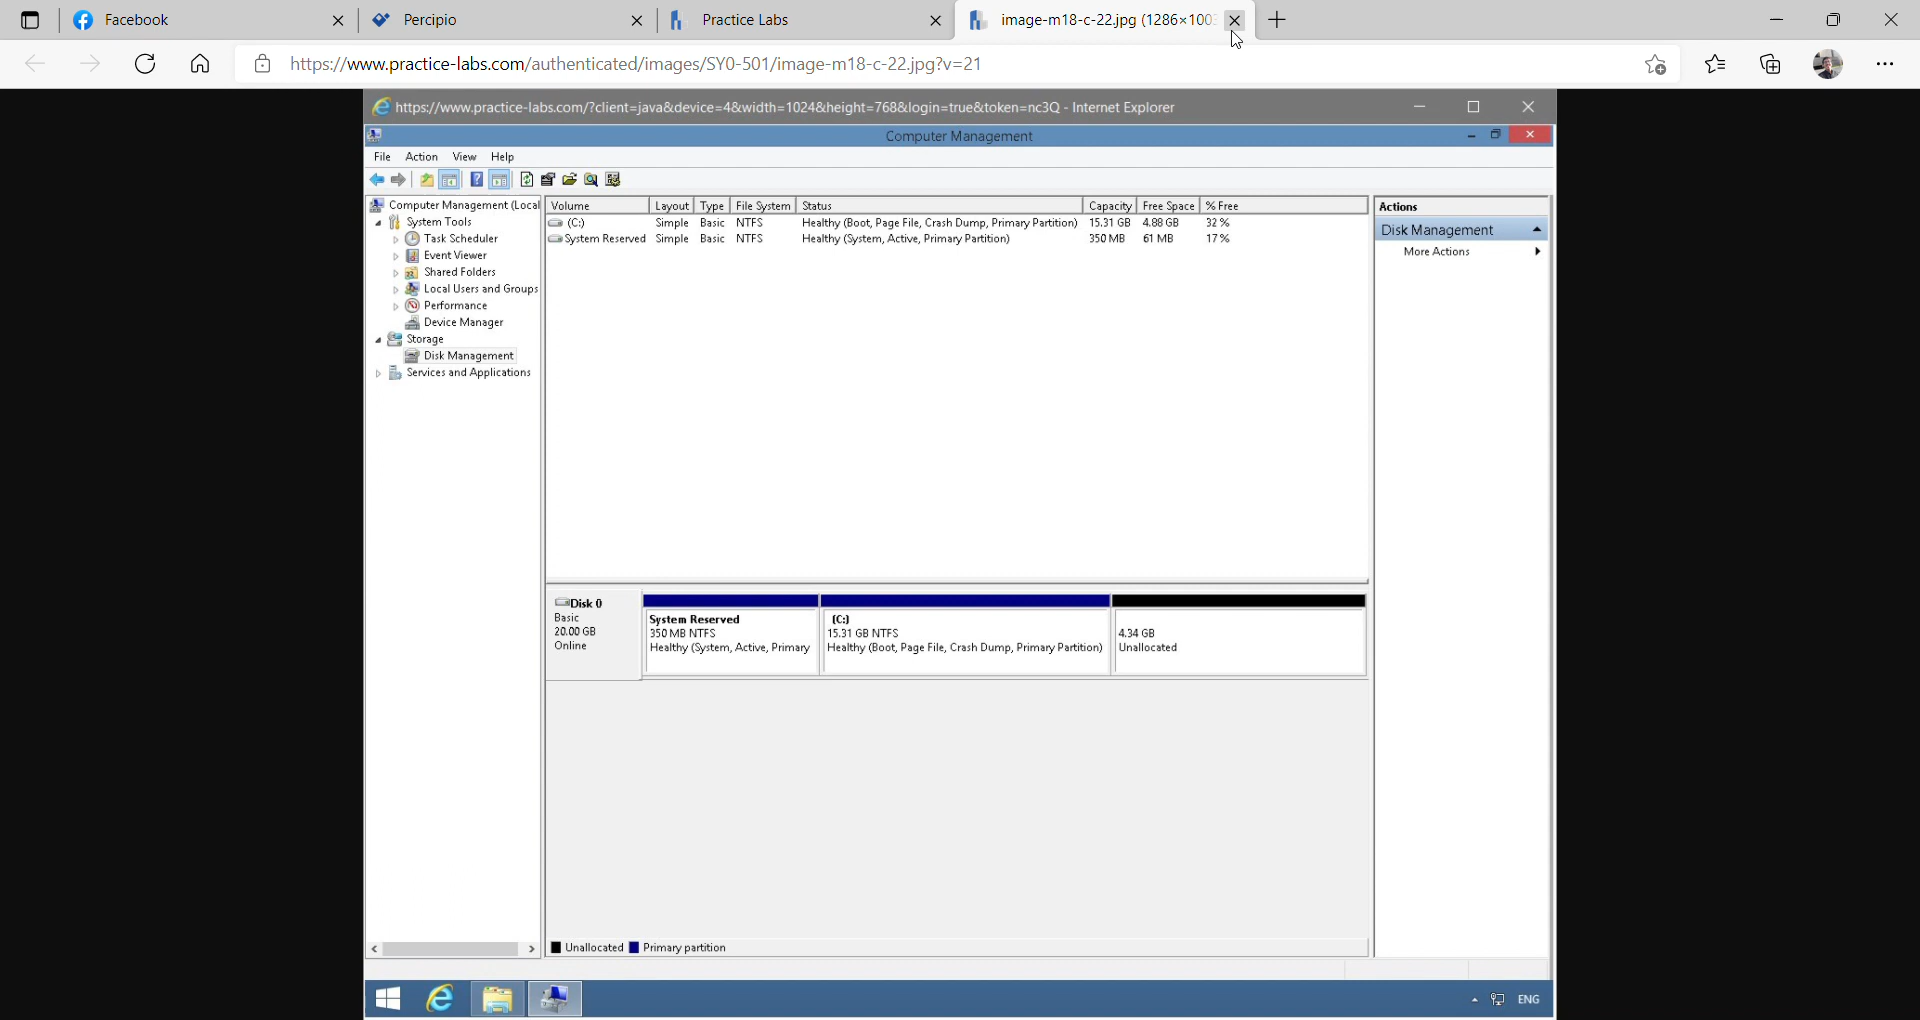 Facebook
Percipio
Practice Labs
image-m18-c-22.jpg (1286×100
https://www.practice-labs.com/authenticated/images/SY0-501/image-m18-c-22.jpg?v=21
https://www.practice-labs.com/?client=java&device=4&width=1024&height=768&login=true&token=nc3Q - Internet Explorer
Computer Management
File Action View Help
Computer Management (Local
System Tools
Task Scheduler
Event Viewer
Shared Folders
Local Users and Groups
Performance
Device Manager
Storage
Disk Management
Services and Applications
Volume Layout Type File System Status Capacity Free Space % Free
(C:) Simple Basic NTFS Healthy (Boot, Page File, Crash Dump, Primary Partition) 15.31 GB 4.88 GB 32 %
System Reserved Simple Basic NTFS Healthy (System, Active, Primary Partition) 350 MB 61 MB 17 %
Actions
Disk Management
More Actions
Disk 0
Basic
20.00 GB
Online
System Reserved
350 MB NTFS
Healthy (System, Active, Primary
(C:)
15.31 GB NTFS
Healthy (Boot, Page File, Crash Dump, Primary Partition)
4.34 GB
Unallocated
Unallocated Primary partition
ENG